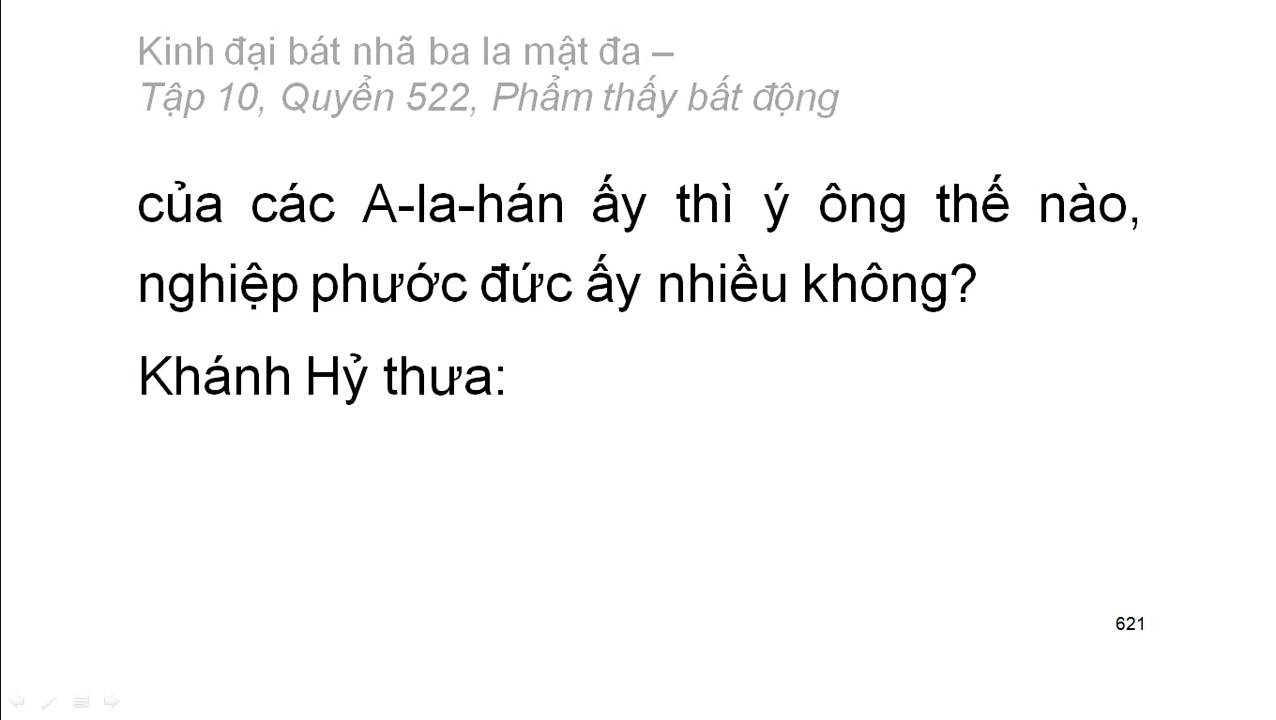 Kinh đại bát nhã ba la mật đa –
Tập 10, Quyển 522, Phẩm thấy bất động
của các A-la-hán ấy thì ý ông thế nào,
nghiệp phước đức ấy nhiều không?
Khánh Hỷ thưa:
621